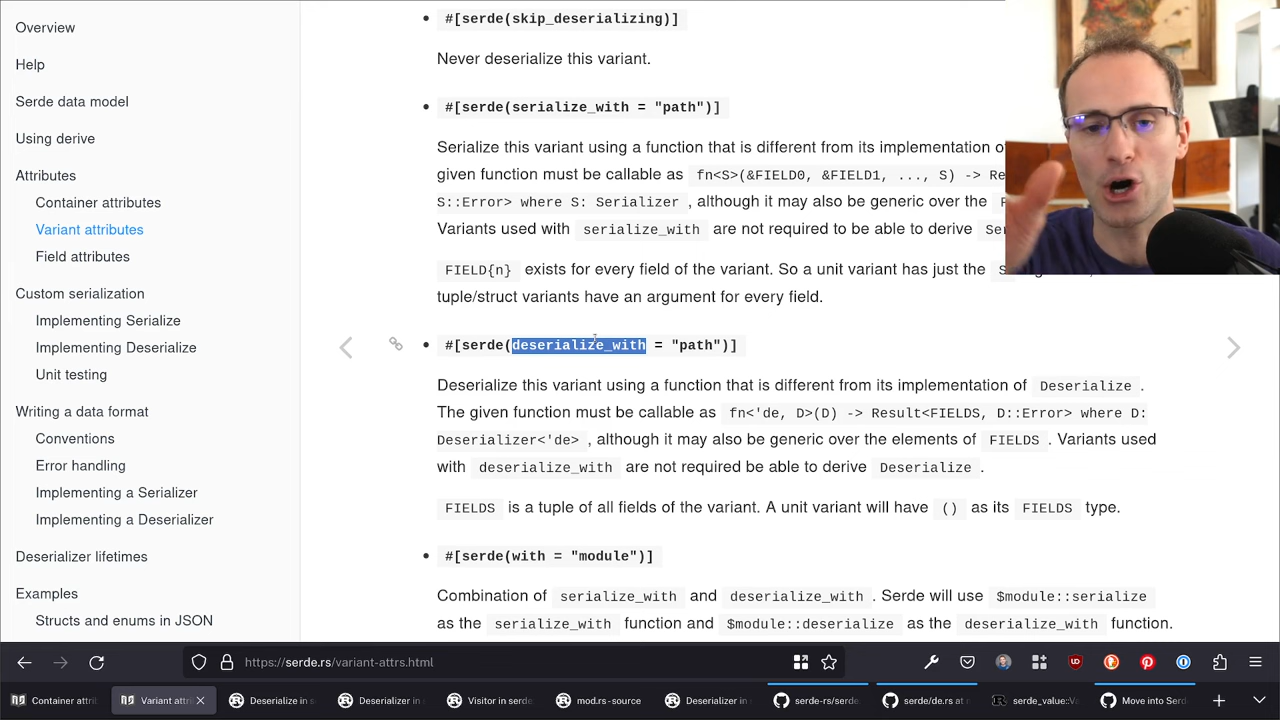 Overview
Help
Serde data model
Using derive
Attributes
Container attributes
Variant attributes
Field attributes
Custom serialization
Implementing Serialize
Implementing Deserialize
Unit testing
Writing a data format
Conventions
Error handling
Implementing a Serializer
Implementing a Deserializer
Deserializer lifetimes
Examples
Structs and enums in JSON
#[serde(skip_deserializing)]
Never deserialize this variant.
#[serde(serialize_with = "path")]
Serialize this variant using a function that is different from its implementation
given function must be callable as fn<S>(&FIELD0, &FIELD1, ..., S) ->
S::Error> where S: Serializer , although it may also be generic over the
Variants used with serialize_with are not required to be able to derive
FIELD{n} exists for every field of the variant. So a unit variant has just the
tuple/struct variants have an argument for every field.
#[serde(deserialize_with = "path")]
Deserialize this variant using a function that is different from its implementation of Deserialize .
The given function must be callable as fn<'de, D>(D) -> Result<FIELDS, D::Error> where D:
Deserializer<'de> , although it may also be generic over the elements of FIELDS . Variants used
with deserialize_with are not required be able to derive Deserialize .
FIELDS is a tuple of all fields of the variant. A unit variant will have () as its FIELDS type.
#[serde(with = "module")]
Combination of serialize_with and deserialize_with . Serde will use $module::serialize
as the serialize_with function and $module::deserialize as the deserialize_with function.
https://serde.rs/variant-attrs.html
Container attri Variant attri Deserialize in s Deserializer in Visitor in serde mod.rs - source Deserialize in serde-rs/serde serde/de.rs at serde_value::V Move into Serd